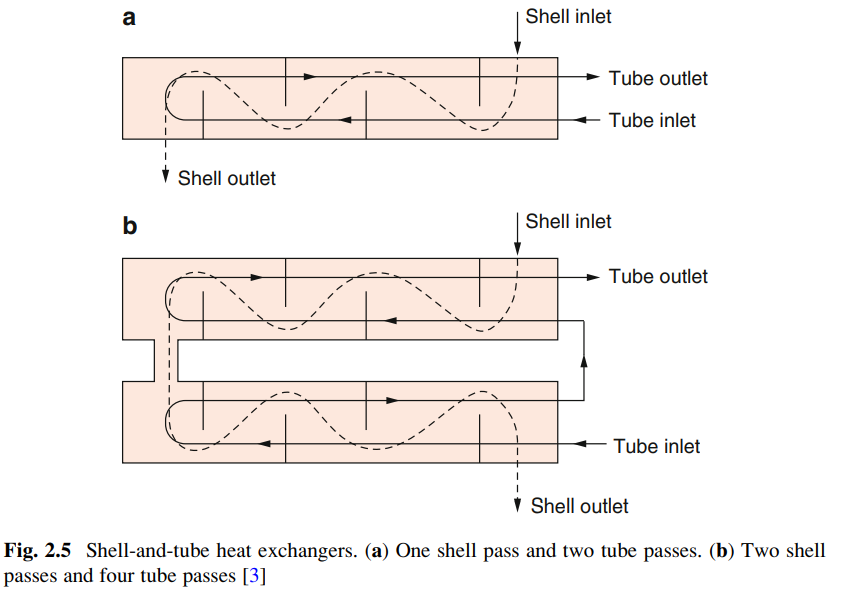 a
Shell inlet
Tube outlet
Tube inlet
Shell outlet
b
Shell inlet
Tube outlet
Tube inlet
Shell outlet
Fig. 2.5 Shell-and-tube heat exchangers. (a) One shell pass and two tube passes. (b) Two shell
passes and four tube passes [3]